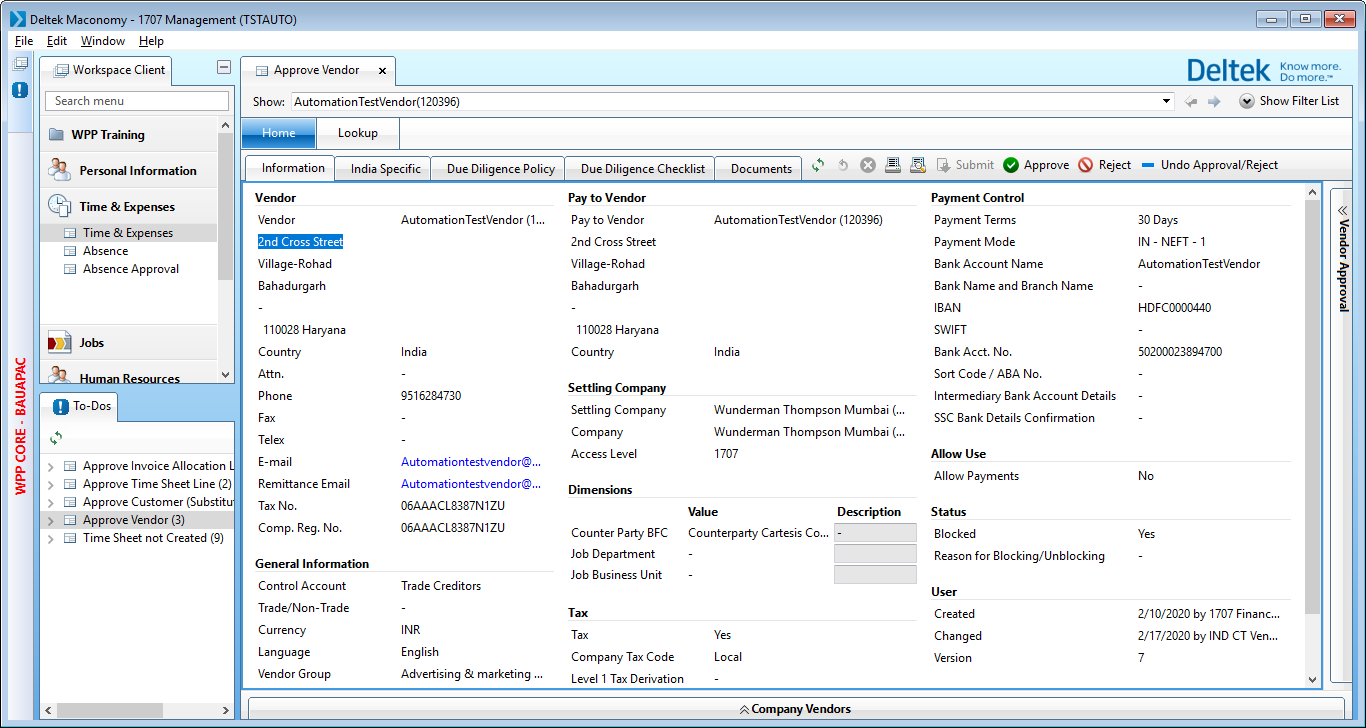 Deltek Maconomy - 1707 Management (TSTAUTO)
File Edit Window Help
Workspace Client
Search menu
WPP Training
Personal Information
Time & Expenses
Time & Expenses
Absence
Absence Approval
Jobs
Human Resources
WPP CORE - BAUAPAC
To-Dos
Approve Invoice Allocation L
Approve Time Sheet Line (2)
Approve Customer (Substitu
Approve Vendor (3)
Time Sheet not Created (9)
Approve Vendor
Deltek Know more. Do more.™
Show: AutomationTestVendor(120396) Show Filter List
Home Lookup
Information India Specific Due Diligence Policy Due Diligence Checklist Documents Submit Approve Reject Undo Approval/Reject
Vendor
Vendor AutomationTestVendor (1...
2nd Cross Street
Village-Rohad
Bahadurgarh
-
110028 Haryana
Country India
Attn. -
Phone 9516284730
Fax -
Telex -
E-mail Automationtestvendor@...
Remittance Email Automationtestvendor@...
Tax No. 06AAACL8387N1ZU
Comp. Reg. No. 06AAACL8387N1ZU
General Information
Control Account Trade Creditors
Trade/Non-Trade -
Currency INR
Language English
Vendor Group Advertising & marketing ...
Pay to Vendor
Pay to Vendor AutomationTestVendor (120396)
2nd Cross Street
Village-Rohad
Bahadurgarh
-
110028 Haryana
Country India
Settling Company
Settling Company Wunderman Thompson Mumbai (...
Company Wunderman Thompson Mumbai (...
Access Level 1707
Dimensions
Value Description
Counter Party BFC Counterparty Cartesis Co... -
Job Department -
Job Business Unit -
Tax
Tax Yes
Company Tax Code Local
Level 1 Tax Derivation -
Payment Control
Payment Terms 30 Days
Payment Mode IN - NEFT - 1
Bank Account Name AutomationTestVendor
Bank Name and Branch Name -
IBAN HDFC0000440
SWIFT -
Bank Acct. No. 50200023894700
Sort Code / ABA No. -
Intermediary Bank Account Details -
SSC Bank Details Confirmation -
Allow Use
Allow Payments No
Status
Blocked Yes
Reason for Blocking/Unblocking -
User
Created 2/10/2020 by 1707 Financ...
Changed 2/17/2020 by IND CT Ven...
Version 7
Vendor Approval
Company Vendors